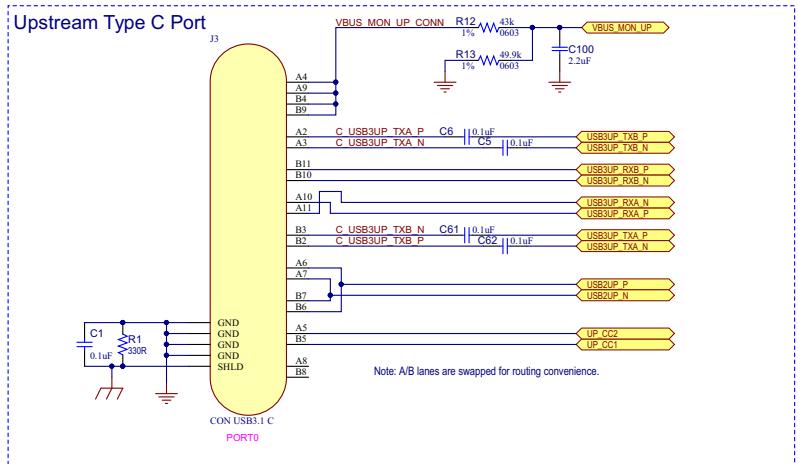 Upstream Type C Port
J3
VBUS_MON_UP_CONN
R12
43k
1%
0603
VBUS_MON_UP
R13
49.9k
1%
0603
C100
2.2uF
A4
A9
B4
B9
A2
C_USB3UP_TXA_P
C6
0.1uF
USB3UP_TXB_P
A3
C_USB3UP_TXA_N
C5
0.1uF
USB3UP_TXB_N
B11
USB3UP_RXB_P
B10
USB3UP_RXB_N
A10
USB3UP_RXA_N
A11
USB3UP_RXA_P
B3
C_USB3UP_TXB_N
C61
0.1uF
USB3UP_TXA_P
B2
C_USB3UP_TXB_P
C62
0.1uF
USB3UP_TXA_N
A6
A7
USB2UP_P
B7
USB2UP_N
B6
C1
0.1uF
R1
330R
GND
GND
GND
GND
SHLD
A5
UP_CC2
B5
UP_CC1
A8
B8
Note: A/B lanes are swapped for routing convenience.
CON USB3.1 C
PORT0